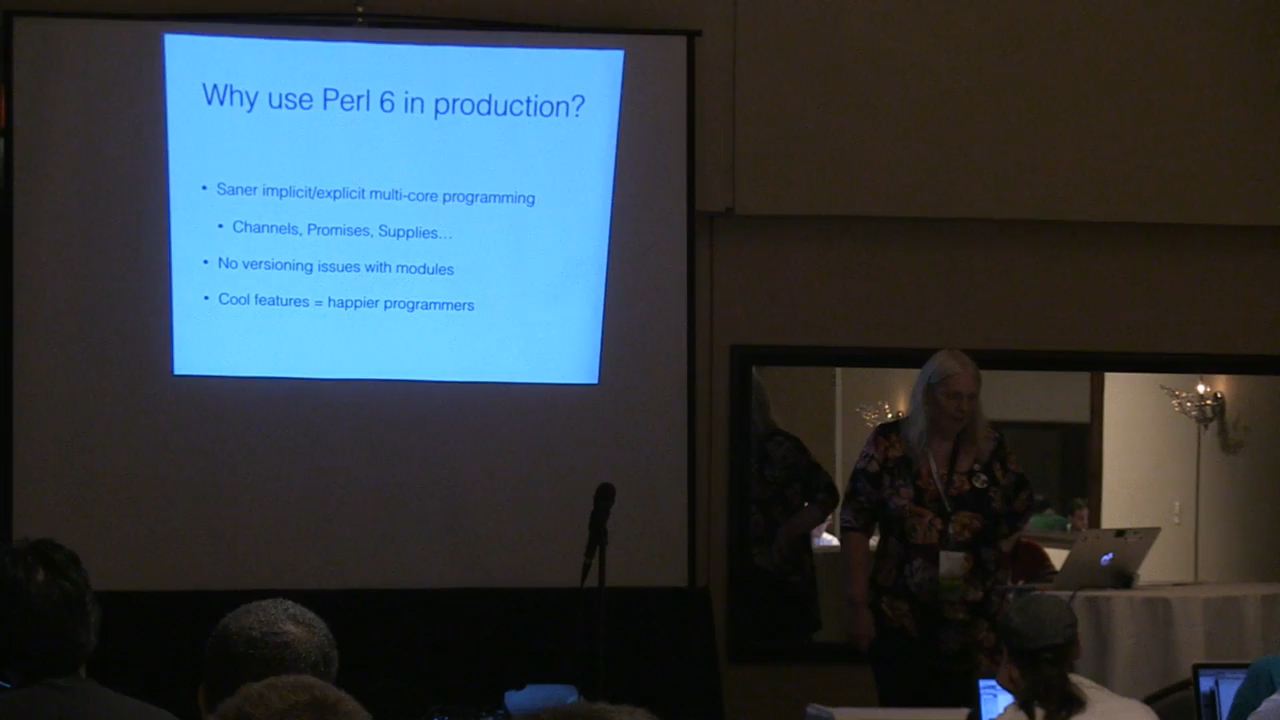 Why use Perl 6 in production?
• Saner implicit/explicit multi-core programming
• Channels, Promises, Supplies…
• No versioning issues with modules
• Cool features = happier programmers